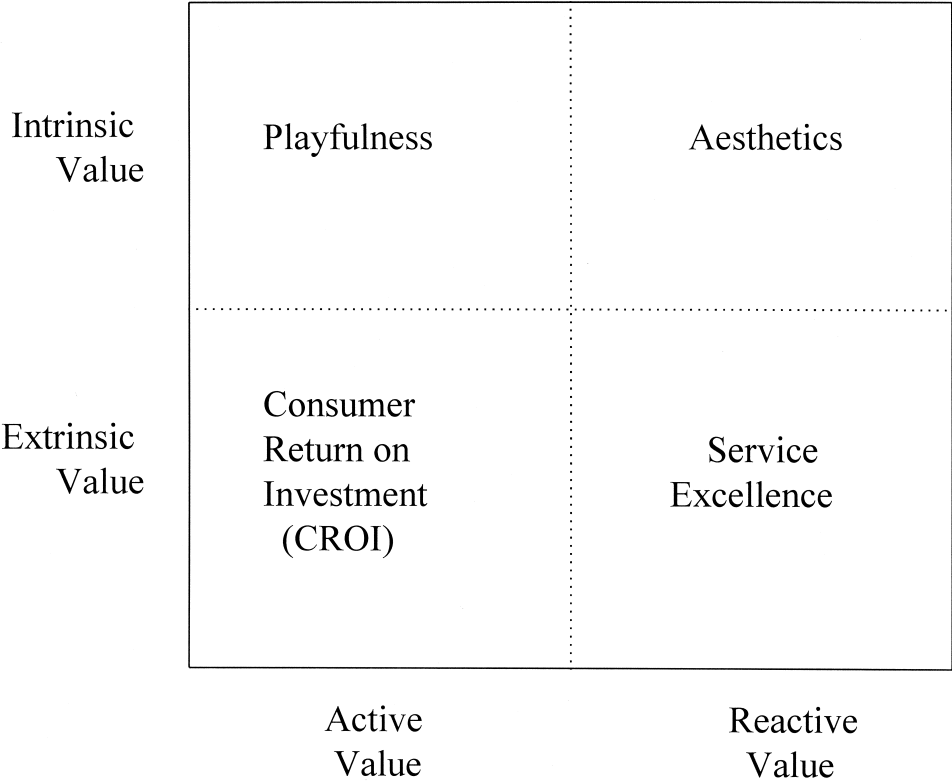 Intrinsic
Value
Playfulness
Aesthetics
Extrinsic
Value
Consumer
Return on
Investment
(CROI)
Service
Excellence
Active
Value
Reactive
Value